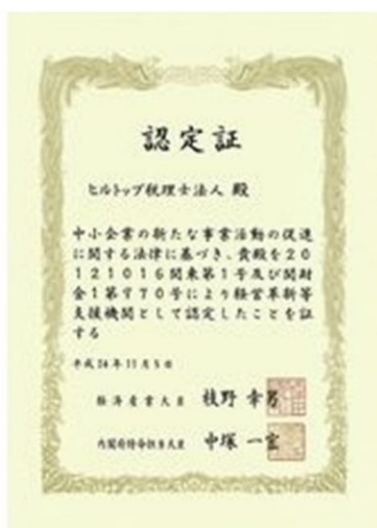 認定証
ヒルトップ税理士法人 殿
中小企業の新たな事業活動の促進
に関する法律に基づき、貴殿を20
121016関東第1号及び関財
金1第770号により経営革新等
支援機関として認定したことを証
する
平成24年11月5日
経済産業大臣 枝野 幸男
内閣府特命担当大臣 中塚 一宏